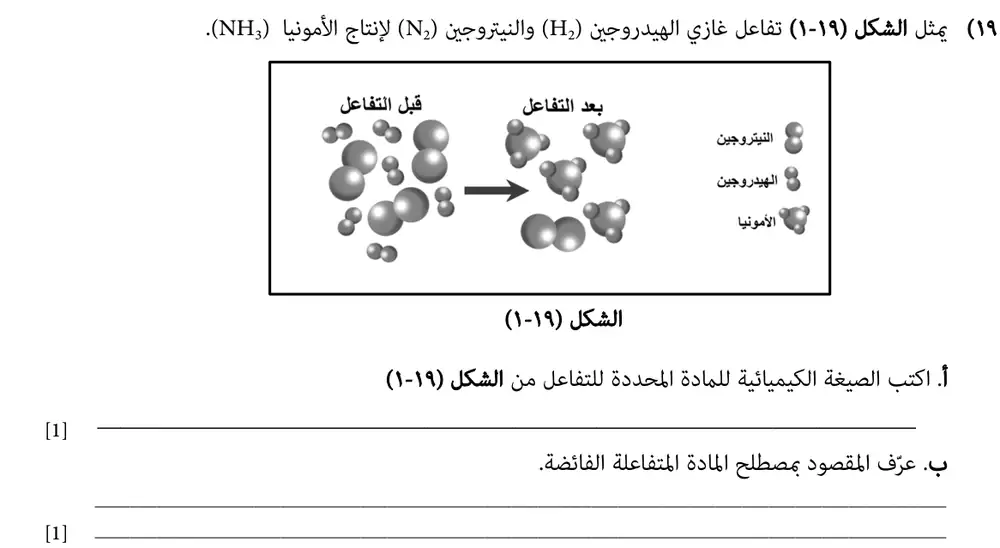 ١٩) يمثل الشكل (١٩-١) تفاعل غازي الهيدروجين (H₂) والنيتروجين (N₂) لإنتاج الأمونيا (NH₃).
قبل التفاعل
بعد التفاعل
النيتروجين
الهيدروجين
الأمونيا
الشكل (١٩-١)
أ. اكتب الصيغة الكيميائية للمادة المحددة للتفاعل من الشكل (١٩-١)
[1]
ب. عرّف المقصود بمصطلح المادة المتفاعلة الفائضة.
[1]